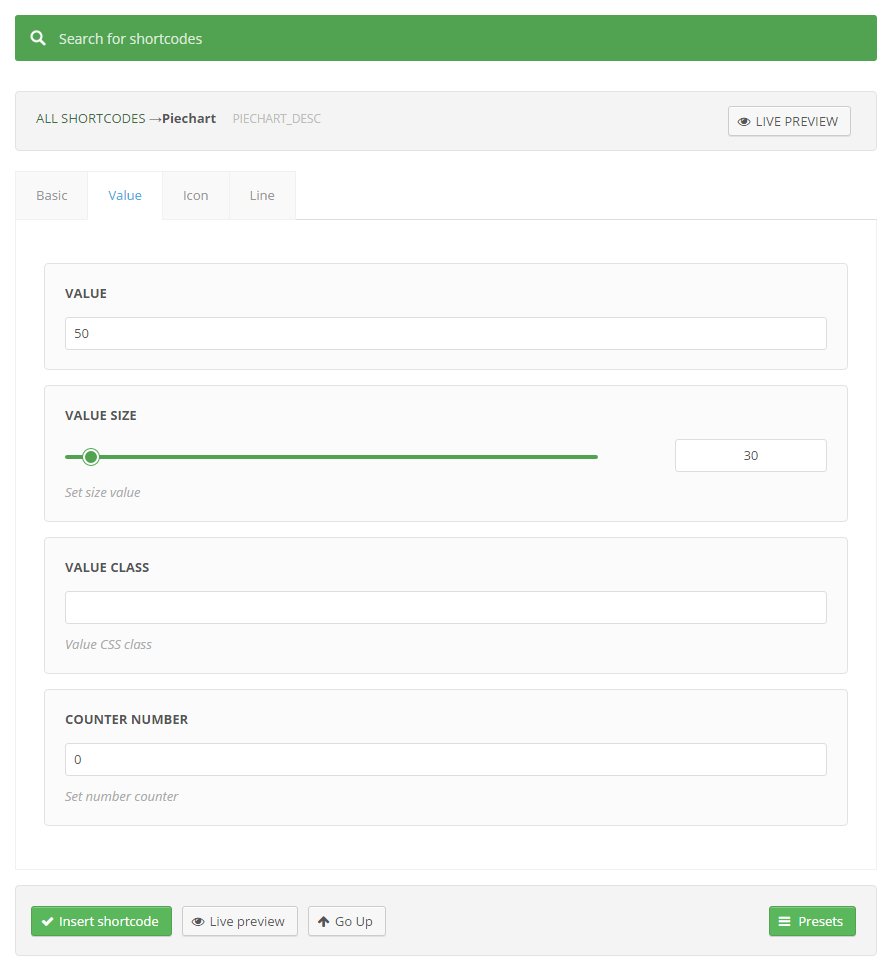 Search for shortcodes
ALL SHORTCODES →Piechart PIECHART_DESC LIVE PREVIEW
Basic Value Icon Line
VALUE
50
VALUE SIZE
30
Set size value
VALUE CLASS
Value CSS class
COUNTER NUMBER
0
Set number counter
Insert shortcode Live preview Go Up Presets